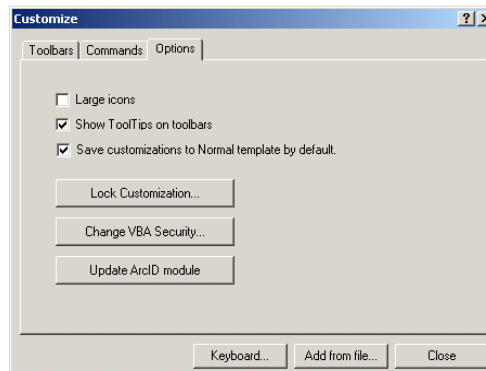 Customize
Toolbars Commands Options
Large icons
Show ToolTips on toolbars
Save customizations to Normal template by default.
Lock Customization...
Change VBA Security...
Update ArcID module
Keyboard... Add from file... Close